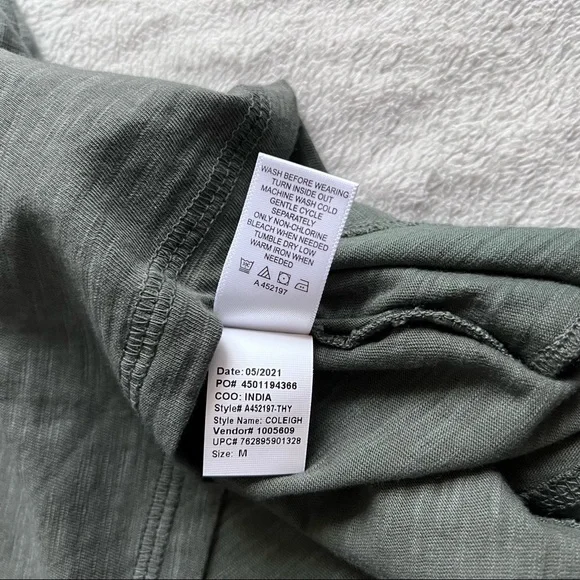 WASH BEFORE WEARING
TURN INSIDE OUT
MACHINE WASH COLD
GENTLE CYCLE
SEPARATELY
ONLY NON-CHLORINE
BLEACH WHEN NEEDED
TUMBLE DRY LOW
WARM IRON WHEN
NEEDED
A 452197
Date: 05/2021
PO# 4501194366
COO: INDIA
Style# A452197-THY
Style Name: COLEIGH
Vendor# 1005609
UPC# 762895901328
Size: M